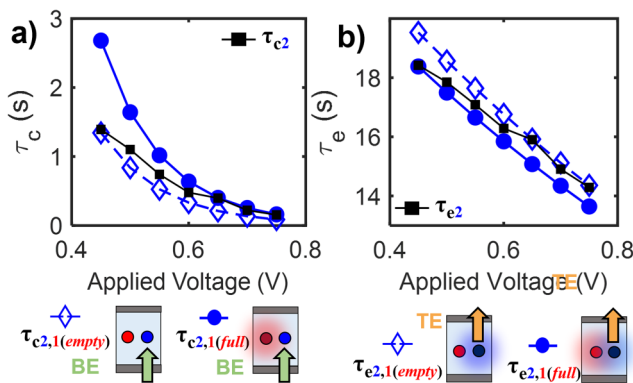 a)
τc (s)
3
2
1
0
0.4 0.6 0.8
Applied Voltage (V)
τc2
b)
τe (s)
18
16
14
0.4 0.6 0.8
Applied Voltage (V)
TE
τe2
τc2,1(empty)
BE
τc2,1(full)
BE
TE
τe2,1(empty)
τe2,1(full)